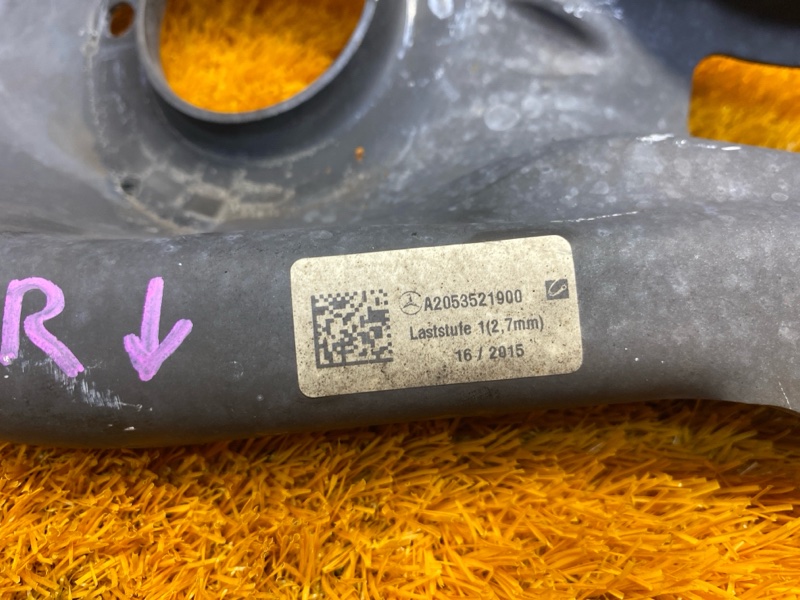 R ↓
A2053521900
Laststufe 1(2,7mm)
16 / 2015